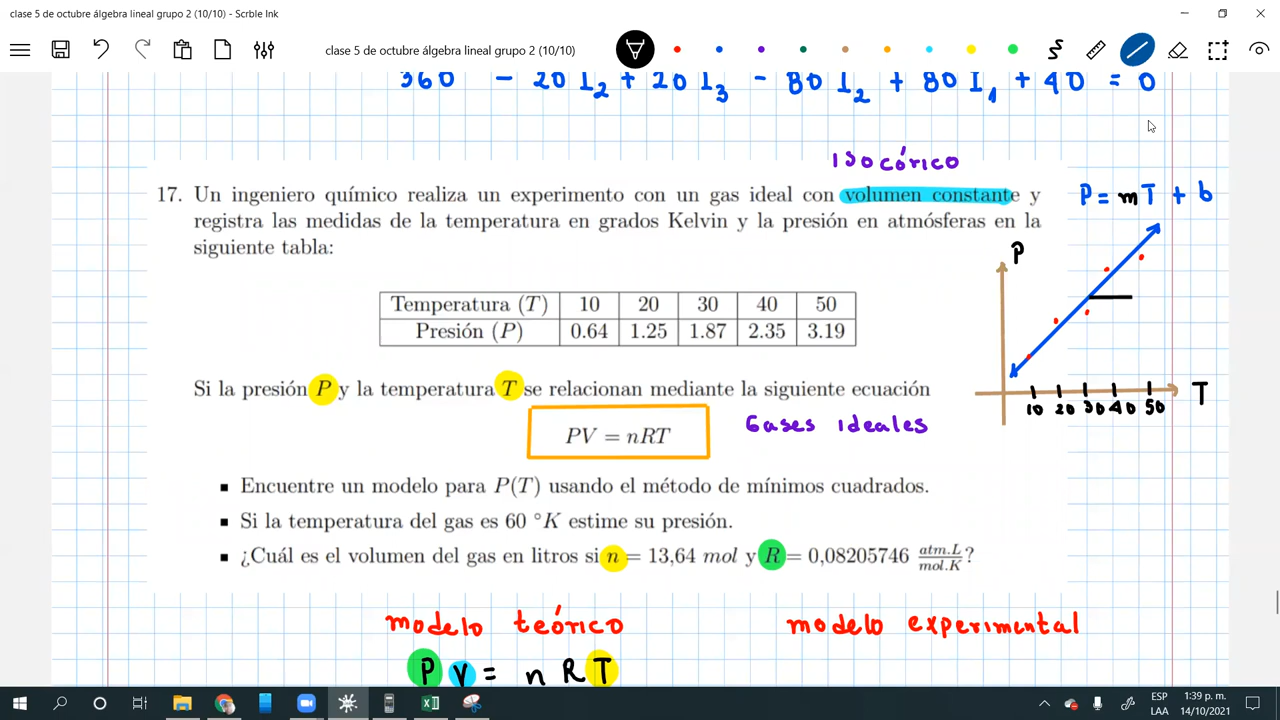 clase 5 de octubre álgebra lineal grupo 2 (10/10) - Scrble Ink
clase 5 de octubre álgebra lineal grupo 2 (10/10)
360 - 20 I2 + 20 I3 - 80 I2 + 80 I1 + 40 = 0
Isocórico
17. Un ingeniero químico realiza un experimento con un gas ideal con volumen constante y
registra las medidas de la temperatura en grados Kelvin y la presión en atmósferas en la
siguiente tabla:
P = mT + b
P
Temperatura (T) 10 20 30 40 50
Presión (P) 0.64 1.25 1.87 2.35 3.19
Si la presión P y la temperatura T se relacionan mediante la siguiente ecuación
T
10 20 30 40 50
PV = nRT
Gases ideales
▪ Encuentre un modelo para P(T) usando el método de mínimos cuadrados.
▪ Si la temperatura del gas es 60 °K estime su presión.
▪ ¿Cuál es el volumen del gas en litros si n = 13,64 mol y R = 0,08205746 atm.L/mol.K?
modelo teórico
modelo experimental
PV = nRT
ESP
LAA
1:39 p. m.
14/10/2021